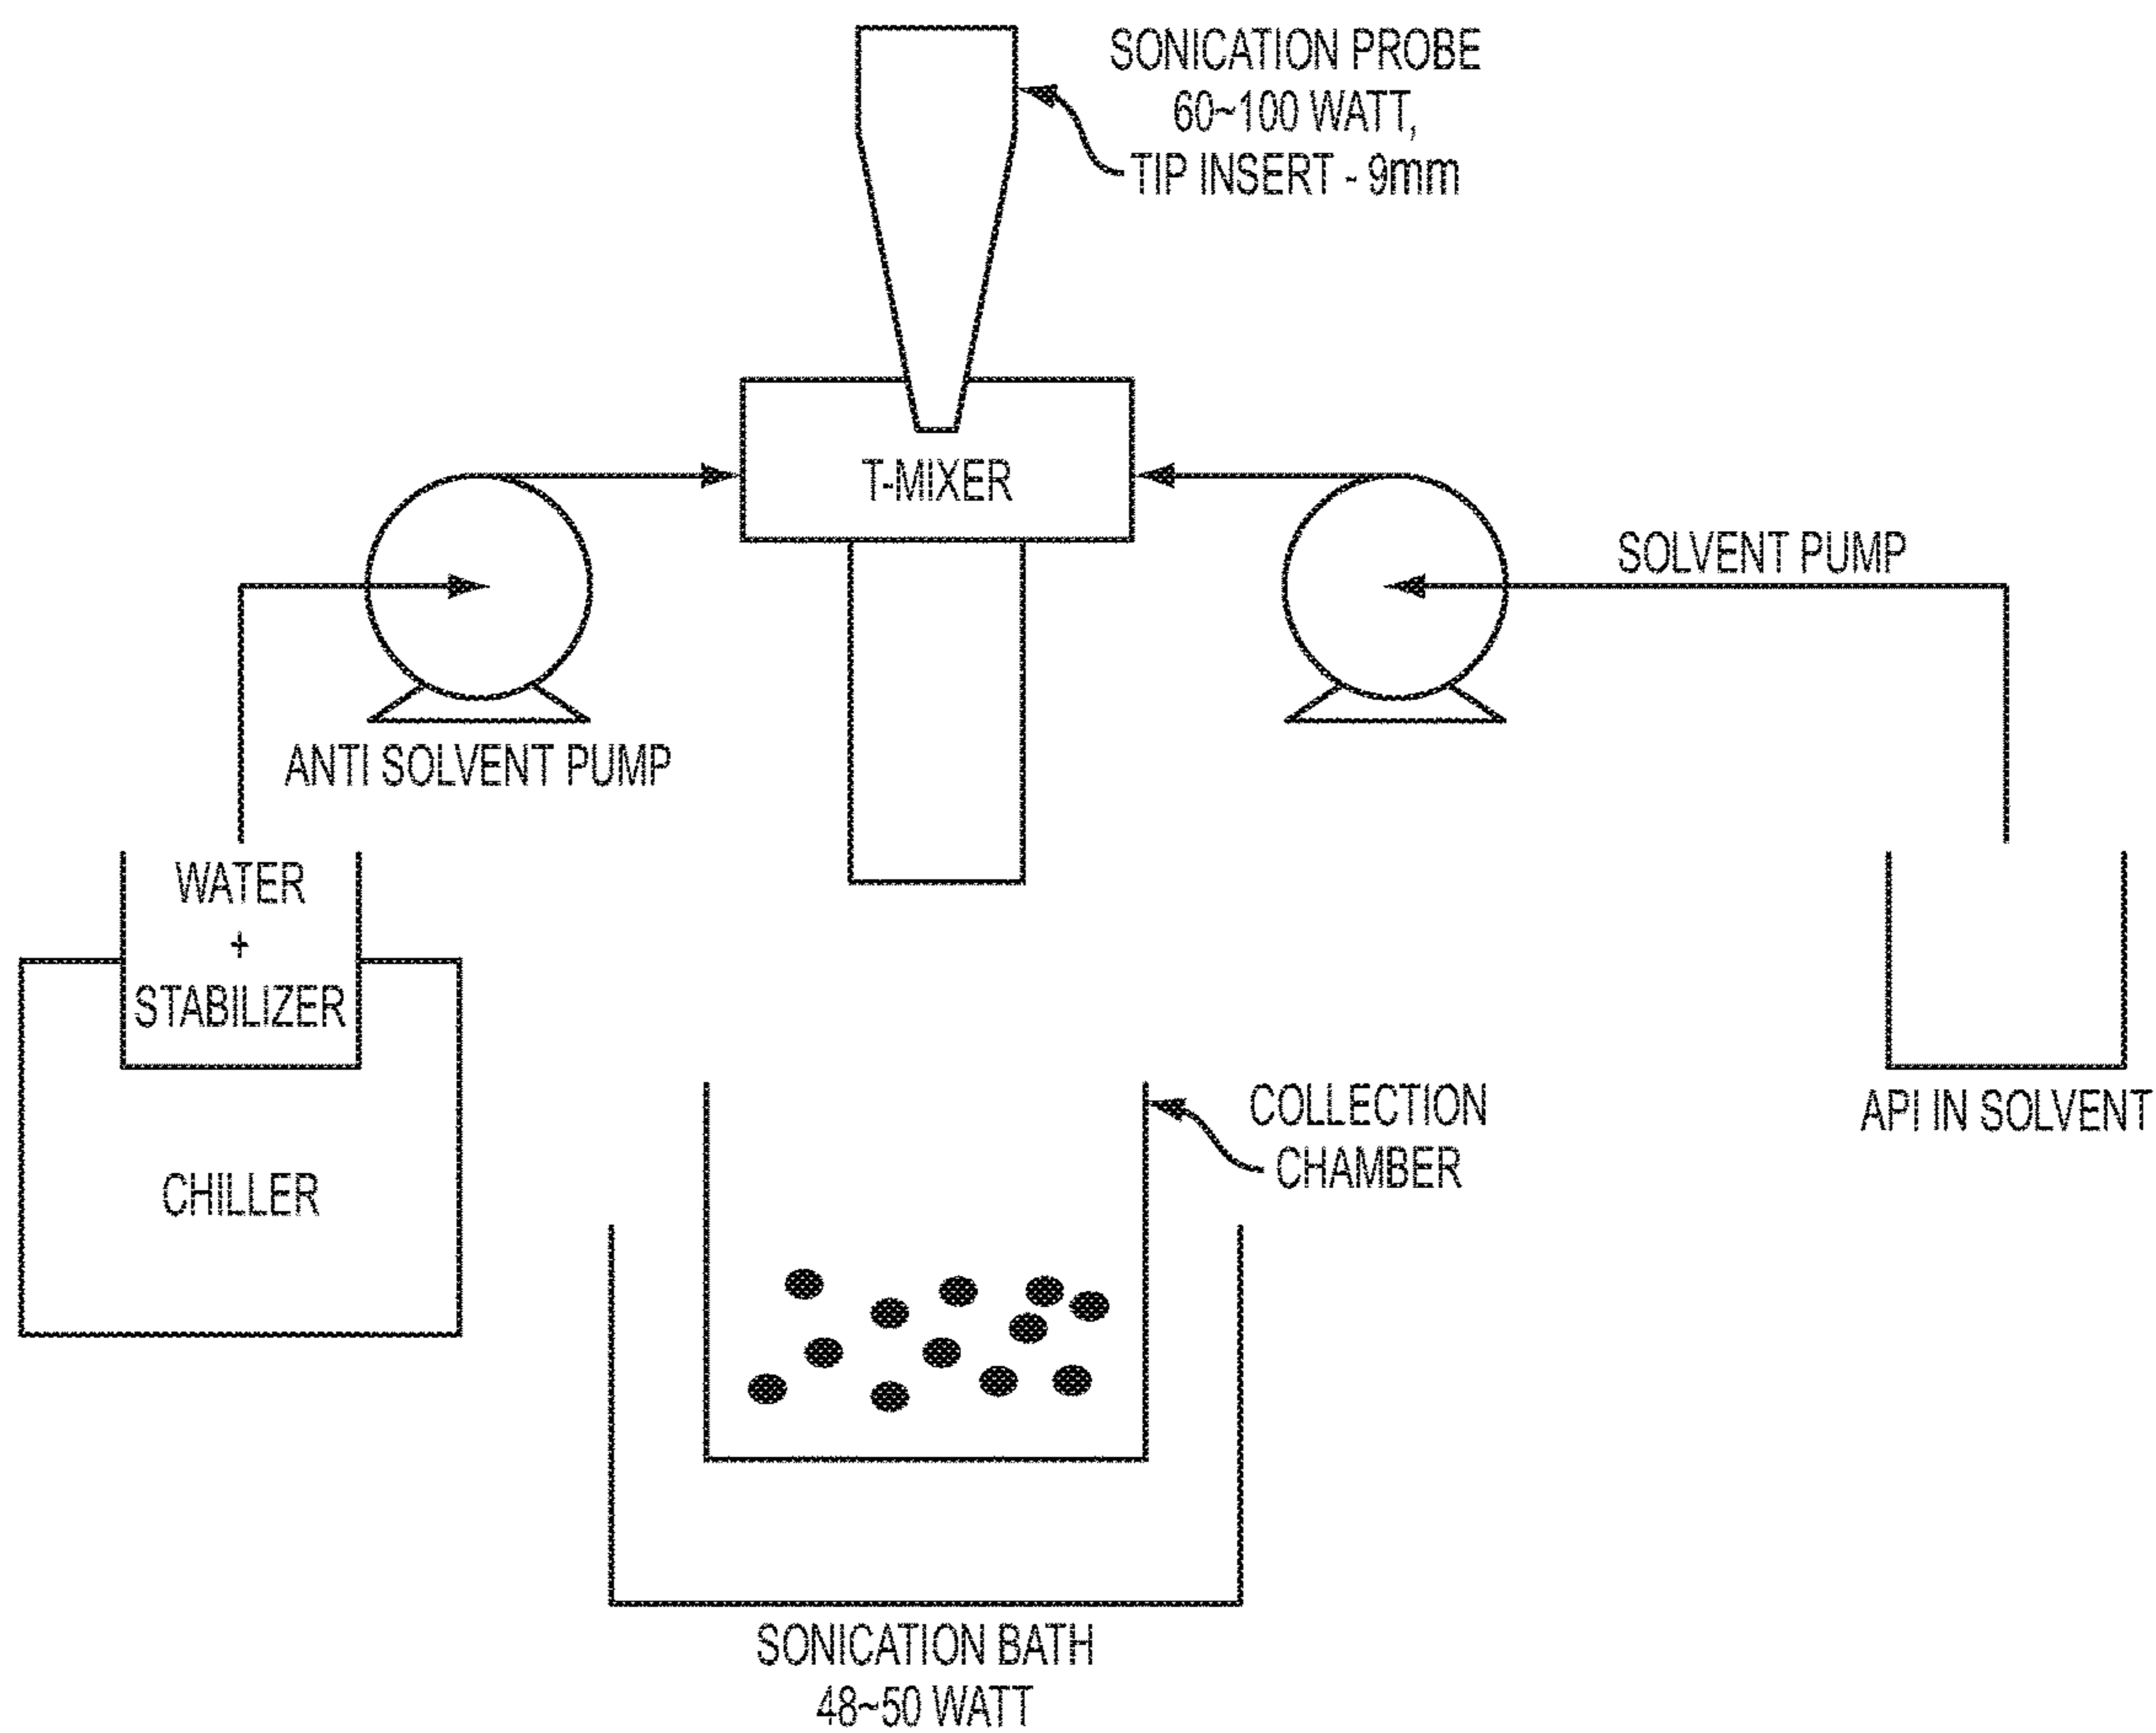 SONICATION PROBE
60~100 WATT,
TIP INSERT - 9mm
T-MIXER
SOLVENT PUMP
ANTI SOLVENT PUMP
WATER
+
STABILIZER
CHILLER
COLLECTION
CHAMBER
API IN SOLVENT
SONICATION BATH
48~50 WATT